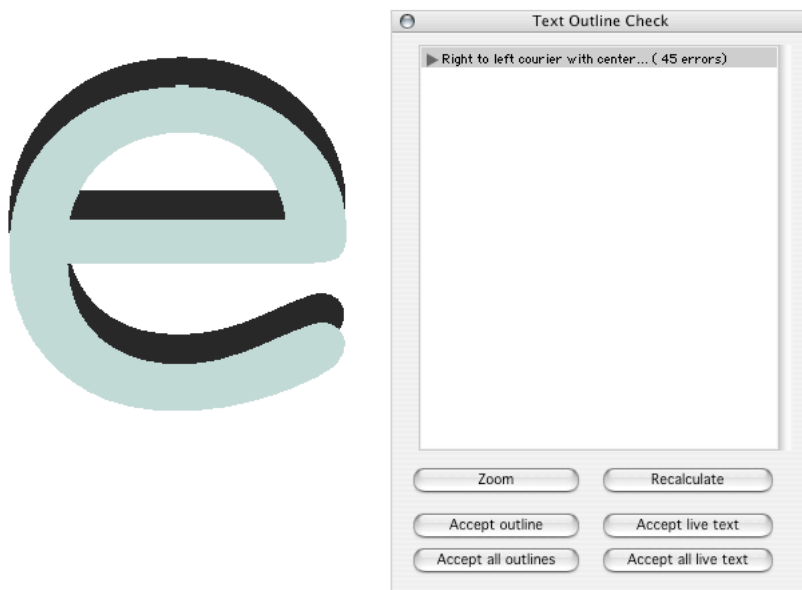 e
Text Outline Check
Right to left courier with center... ( 45 errors)
Zoom
Recalculate
Accept outline
Accept live text
Accept all outlines
Accept all live text